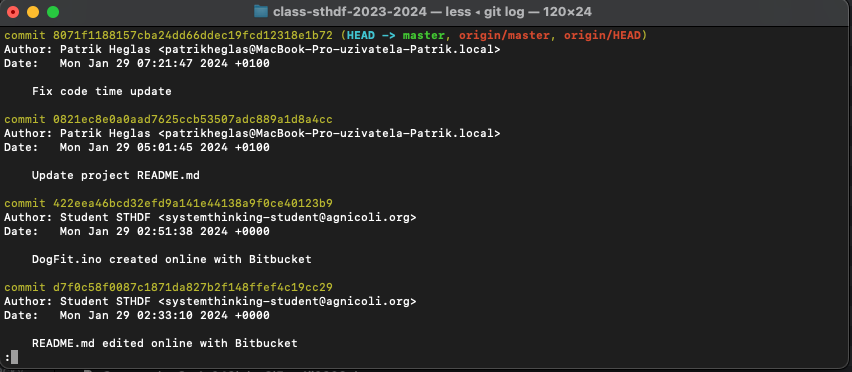 class-sthdf-2023-2024 — less ◂ git log — 120×24
commit 8071f1188157cba24dd66ddec19fcd12318e1b72 (HEAD -> master, origin/master, origin/HEAD)
Author: Patrik Heglas <patrikheglas@MacBook-Pro-uzivatela-Patrik.local>
Date:   Mon Jan 29 07:21:47 2024 +0100
Fix code time update
commit 0821ec8e0a0aad7625ccb53507adc889a1d8a4cc
Author: Patrik Heglas <patrikheglas@MacBook-Pro-uzivatela-Patrik.local>
Date:   Mon Jan 29 05:01:45 2024 +0100
Update project README.md
commit 422eea46bcd32efd9a141e44138a9f0ce40123b9
Author: Student STHDF <systemthinking-student@agnicoli.org>
Date:   Mon Jan 29 02:51:38 2024 +0000
DogFit.ino created online with Bitbucket
commit d7f0c58f0087c1871da827b2f148ffef4c19cc29
Author: Student STHDF <systemthinking-student@agnicoli.org>
Date:   Mon Jan 29 02:33:10 2024 +0000
README.md edited online with Bitbucket
: